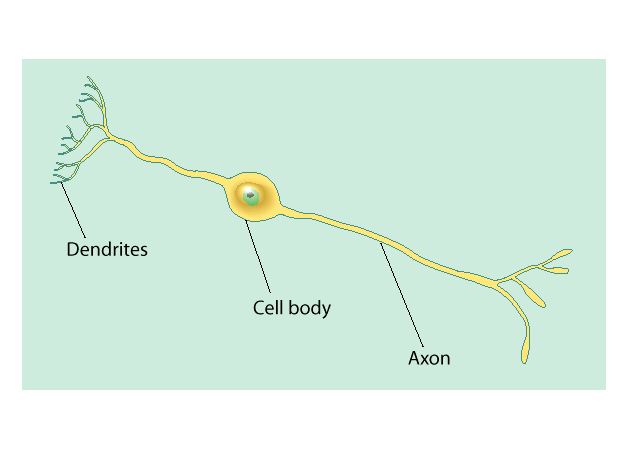 Dendrites
Cell body
Axon